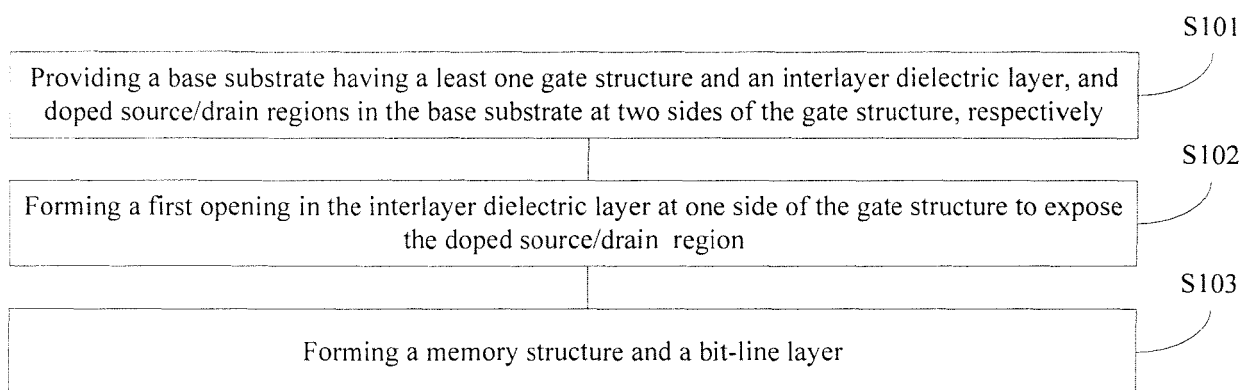 S101
Providing a base substrate having a least one gate structure and an interlayer dielectric layer, and
doped source/drain regions in the base substrate at two sides of the gate structure, respectively
S102
Forming a first opening in the interlayer dielectric layer at one side of the gate structure to expose
the doped source/drain region
S103
Forming a memory structure and a bit-line layer